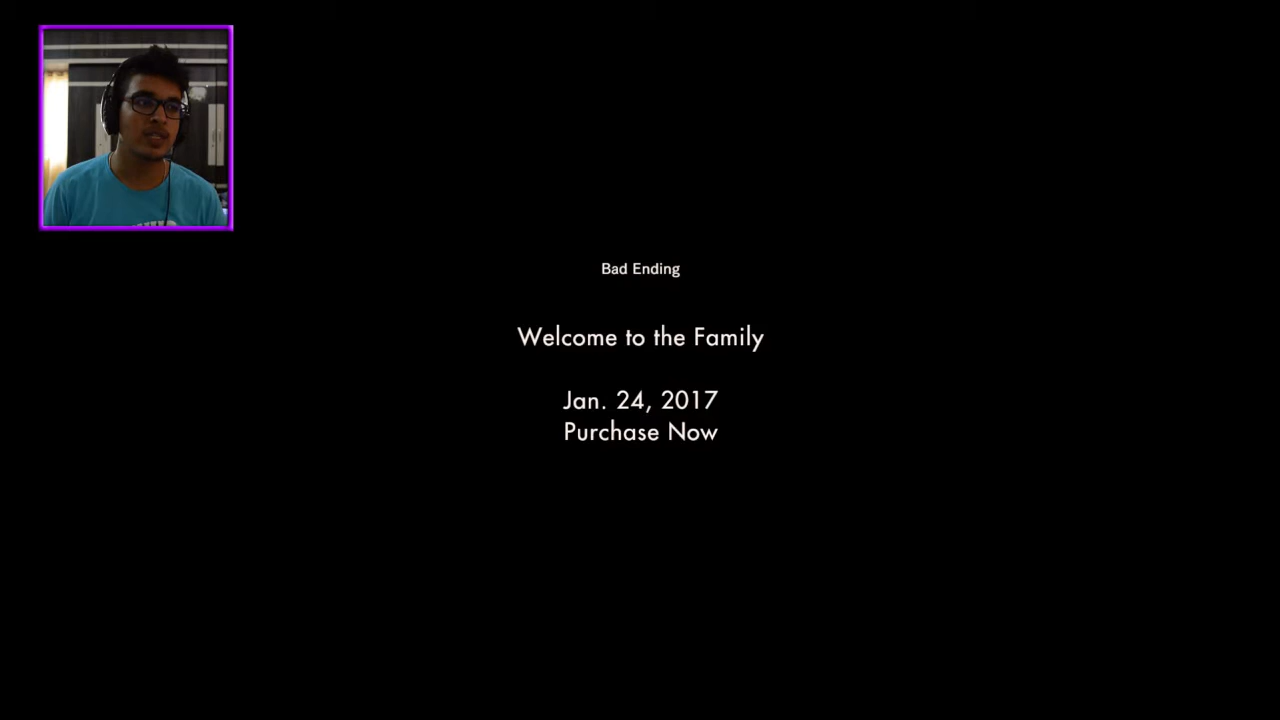 Bad Ending
Welcome to the Family
Jan. 24, 2017
Purchase Now